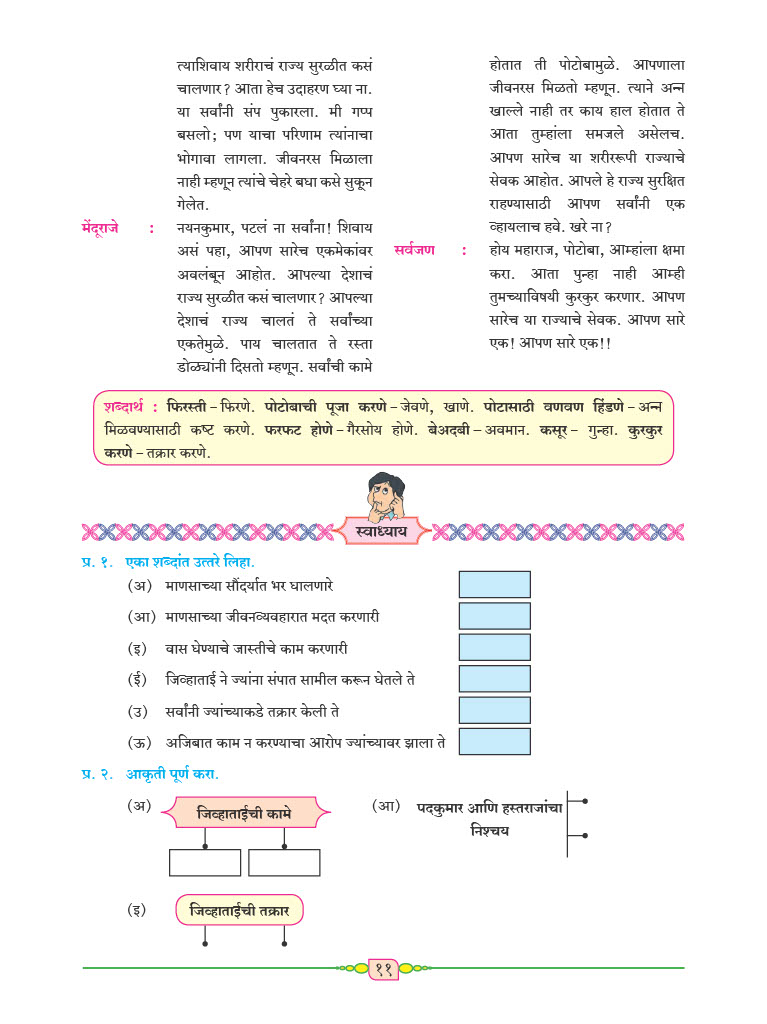 त्याशिवाय शरीराचं राज्य सुरळीत कसं
चालणार? आता हेच उदाहरण घ्या ना.
या सर्वांनी संप पुकारला. मी गप्प
बसलो; पण याचा परिणाम त्यांनाचा
भोगावा लागला. जीवनरस मिळाला
नाही म्हणून त्यांचे चेहरे बघा कसे सुकून
गेलेत.
मेंदूराजे : नयनकुमार, पटलं ना सर्वांना! शिवाय
असं पहा, आपण सारेच एकमेकांवर
अवलंबून आहोत. आपल्या देशाचं
राज्य सुरळीत कसं चालणार? आपल्या
देशाचं राज्य चालतं ते सर्वांच्या
एकतेमुळे. पाय चालतात ते रस्ता
डोळ्यांनी दिसतो म्हणून. सर्वांची कामे
होतात ती पोटोबामुळे. आपणाला
जीवनरस मिळतो म्हणून. त्याने अन्न
खाल्ले नाही तर काय हाल होतात ते
आता तुम्हांला समजले असेलच.
आपण सारेच या शरीररूपी राज्याचे
सेवक आहोत. आपले हे राज्य सुरक्षित
राहण्यासाठी आपण सर्वांनी एक
व्हायलाच हवे. खरे ना?
सर्वजण : होय महाराज, पोटोबा, आम्हांला क्षमा
करा. आता पुन्हा नाही आम्ही
तुमच्याविषयी कुरकुर करणार. आपण
सारेच या राज्याचे सेवक. आपण सारे
एक! आपण सारे एक!!
शब्दार्थ : फिरस्ती – फिरणे. पोटोबाची पूजा करणे – जेवणे, खाणे. पोटासाठी वणवण हिंडणे – अन्न
मिळवण्यासाठी कष्ट करणे. फरफट होणे – गैरसोय होणे. बेअदबी – अवमान. कसूर – गुन्हा. कुरकुर
करणे – तक्रार करणे.
स्वाध्याय
प्र. १. एका शब्दांत उत्तरे लिहा.
(अ) माणसाच्या सौंदर्यात भर घालणारे
(आ) माणसाच्या जीवनव्यवहारात मदत करणारी
(इ) वास घेण्याचे जास्तीचे काम करणारी
(ई) जिव्हाताई ने ज्यांना संपात सामील करून घेतले ते
(उ) सर्वांनी ज्यांच्याकडे तक्रार केली ते
(ऊ) अजिबात काम न करण्याचा आरोप ज्यांच्यावर झाला ते
प्र. २. आकृती पूर्ण करा.
(अ) जिव्हाताईची कामे
(आ) पदकुमार आणि हस्तराजांचा
निश्चय
(इ) जिव्हाताईची तक्रार
११